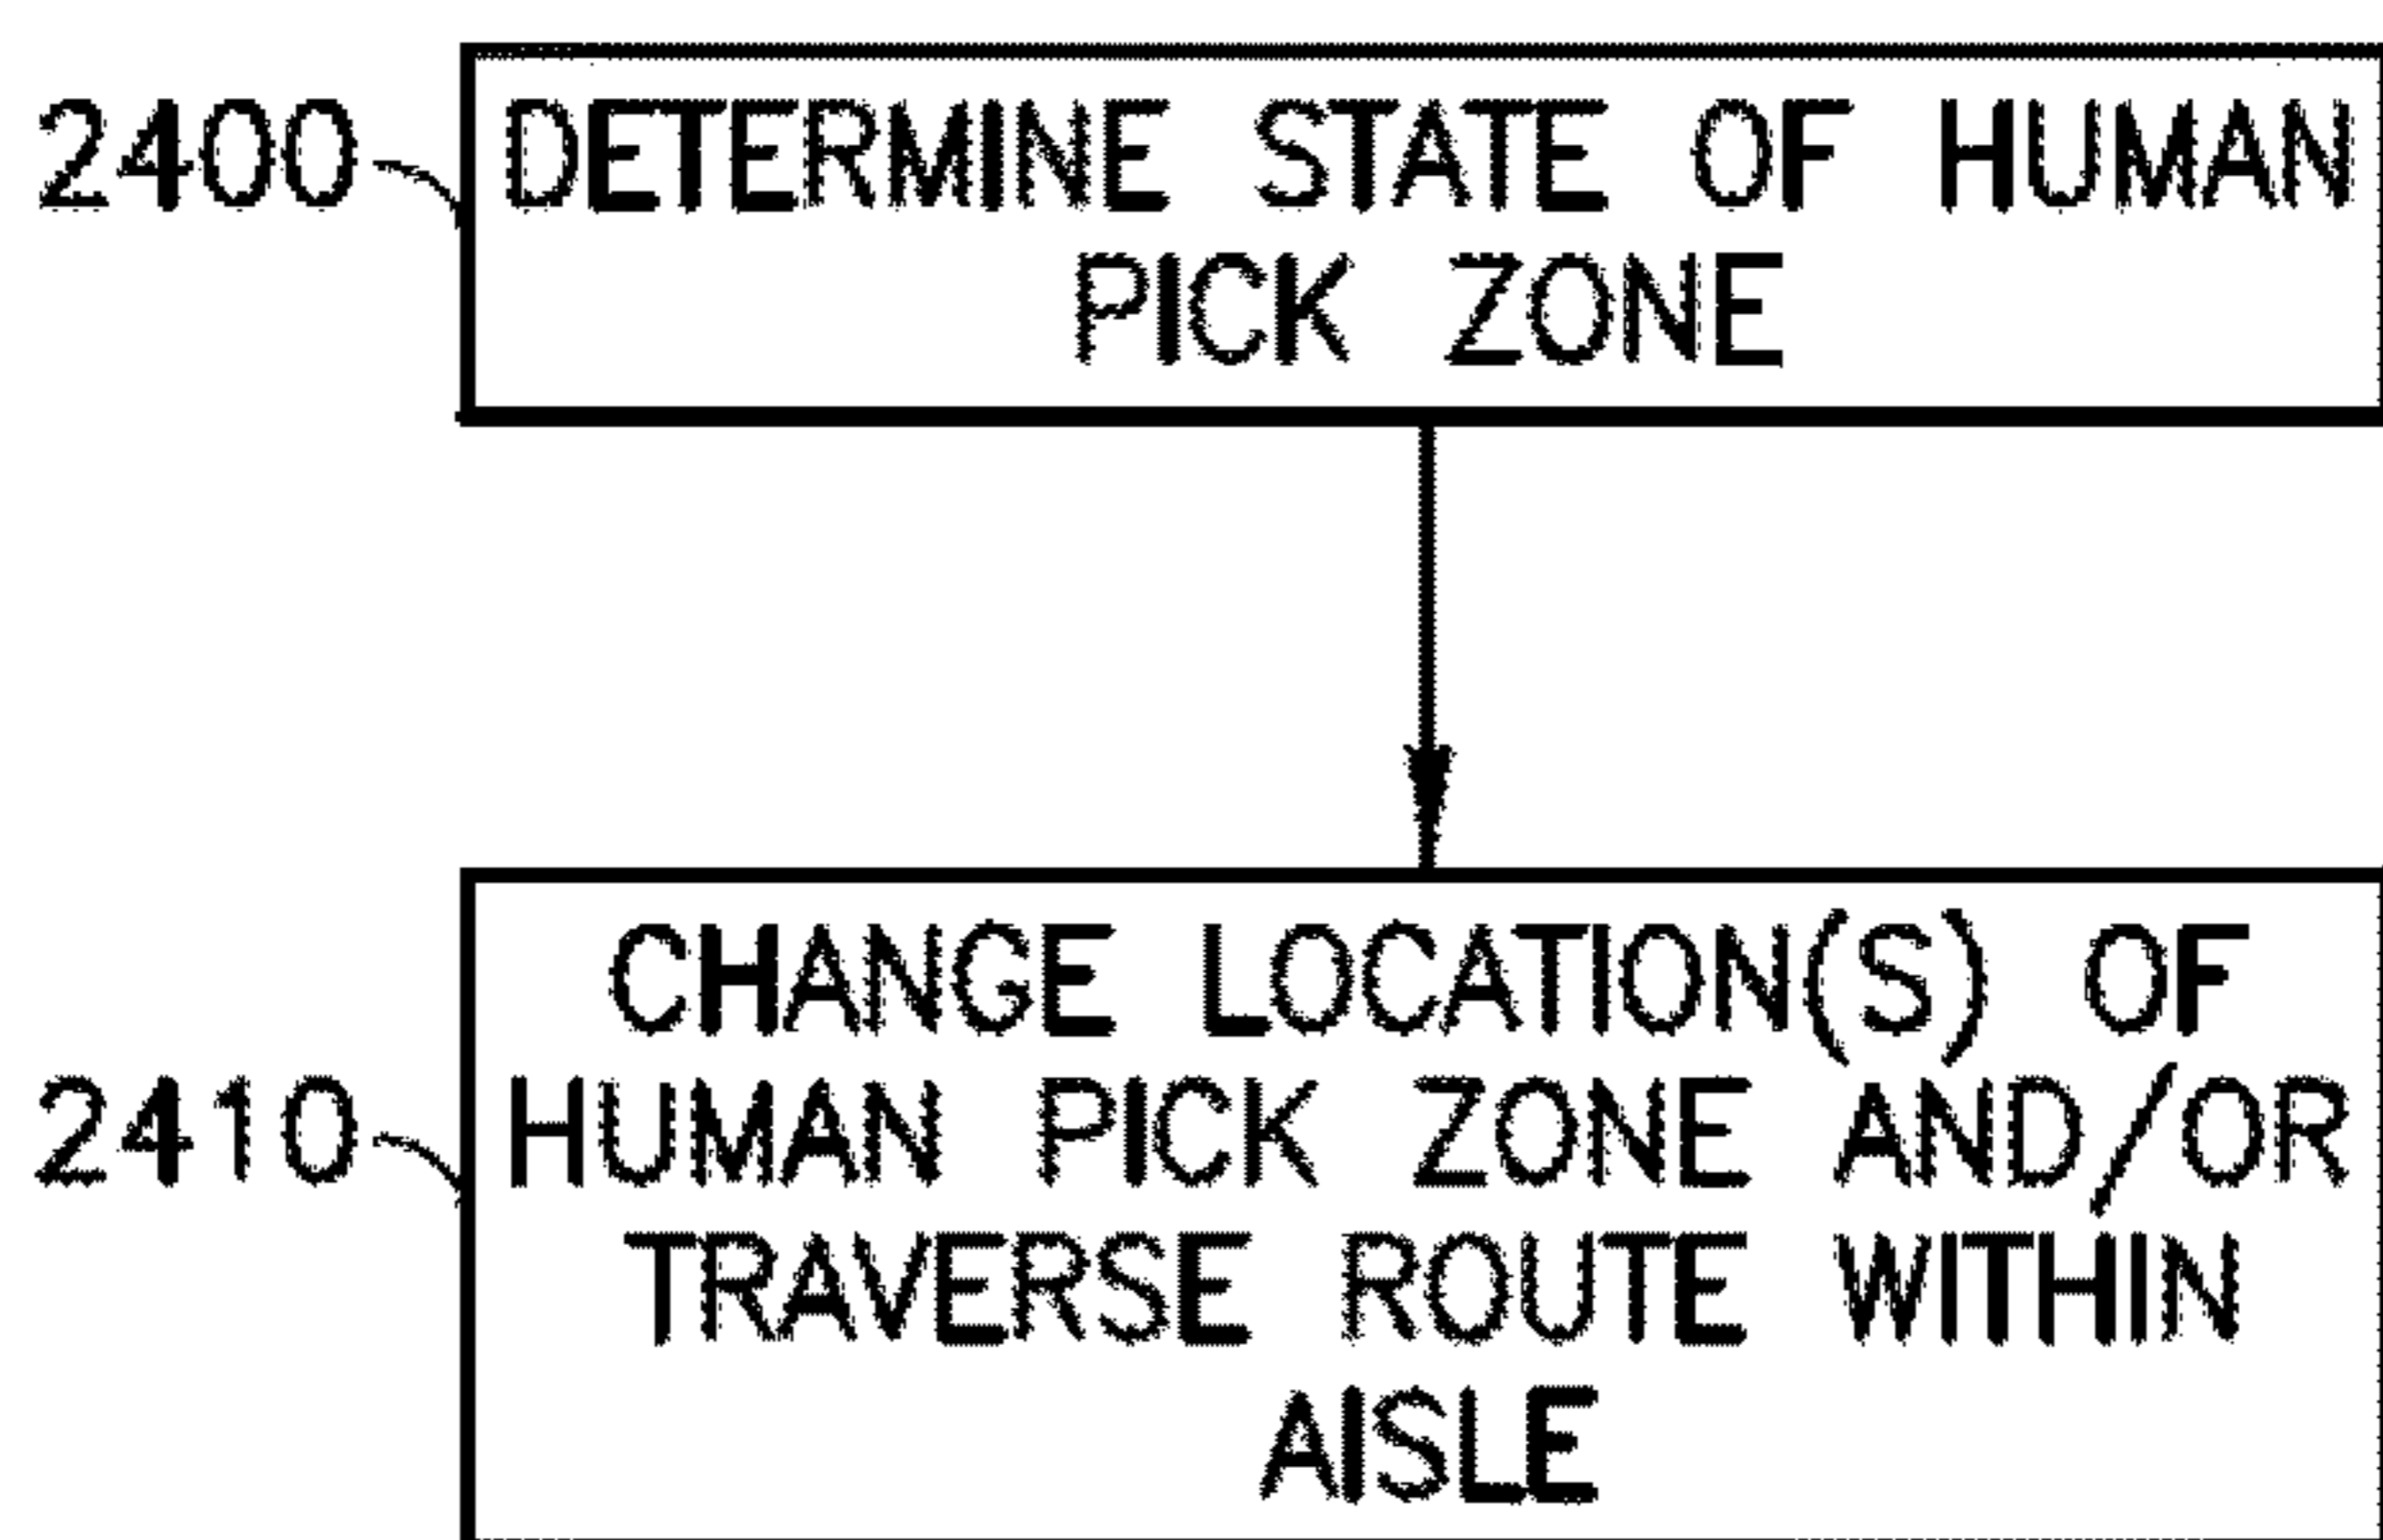 2400 DETERMINE STATE OF HUMAN
PICK ZONE
CHANGE LOCATION(S) OF
2410 HUMAN PICK ZONE AND/OR
TRAVERSE ROUTE WITHIN
AISLE